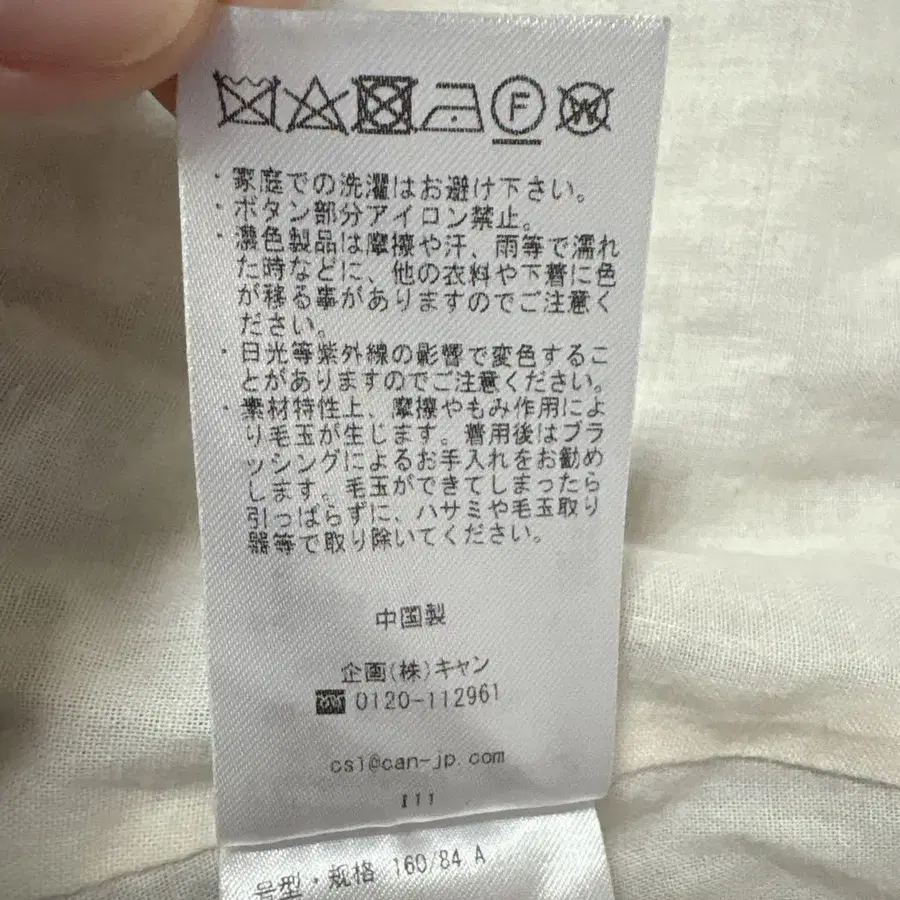 F W
・家庭での洗濯はお避け下さい。
・ボタン部分アイロン禁止。
・濃色製品は摩擦や汗、雨等で濡れ
た時などに、他の衣料や下着に色
が移る事がありますのでご注意く
ださい。
・日光等紫外線の影響で変色するこ
とがありますのでご注意ください。
・素材特性上、摩擦やもみ作用によ
り毛玉が生じます。着用後はブラ
ッシングによるお手入れをお勧め
します。毛玉ができてしまったら
引っぱらずに、ハサミや毛玉取り
器等で取り除いてください。
中国製
企画(株)キャン
0120-112961
cs1@can-jp.com
111
号型・规格 160/84 A